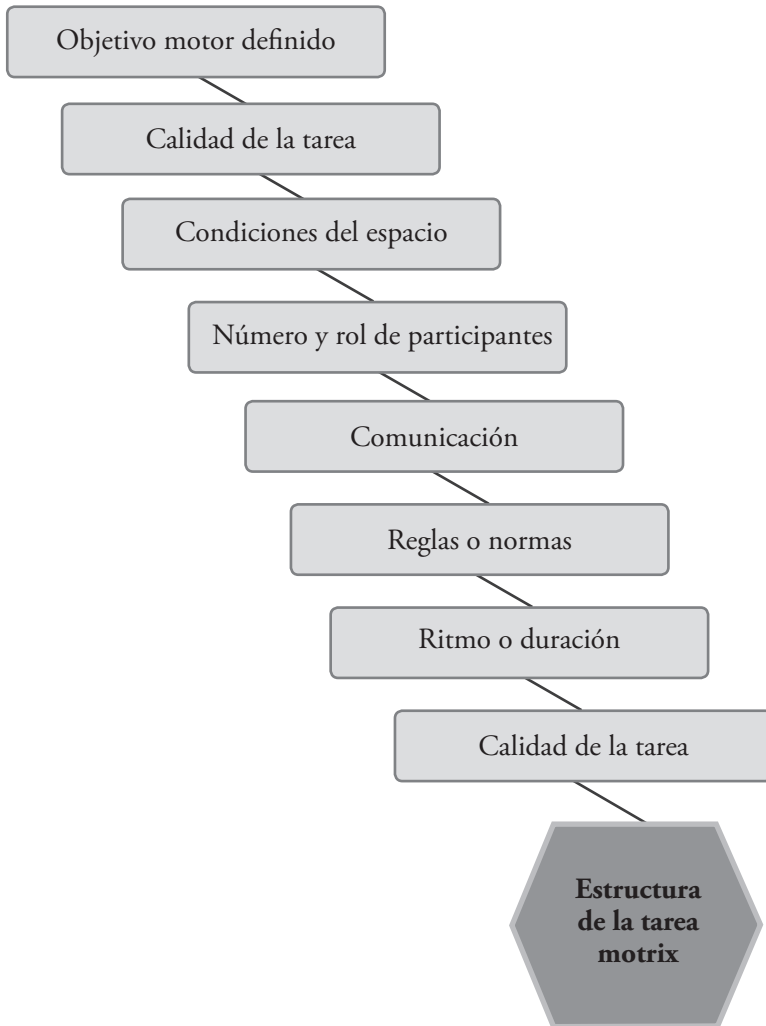 Objetivo motor definido
Calidad de la tarea
Condiciones del espacio
Número y rol de participantes
Comunicación
Reglas o normas
Ritmo o duración
Calidad de la tarea
Estructura
de la tarea
motrix